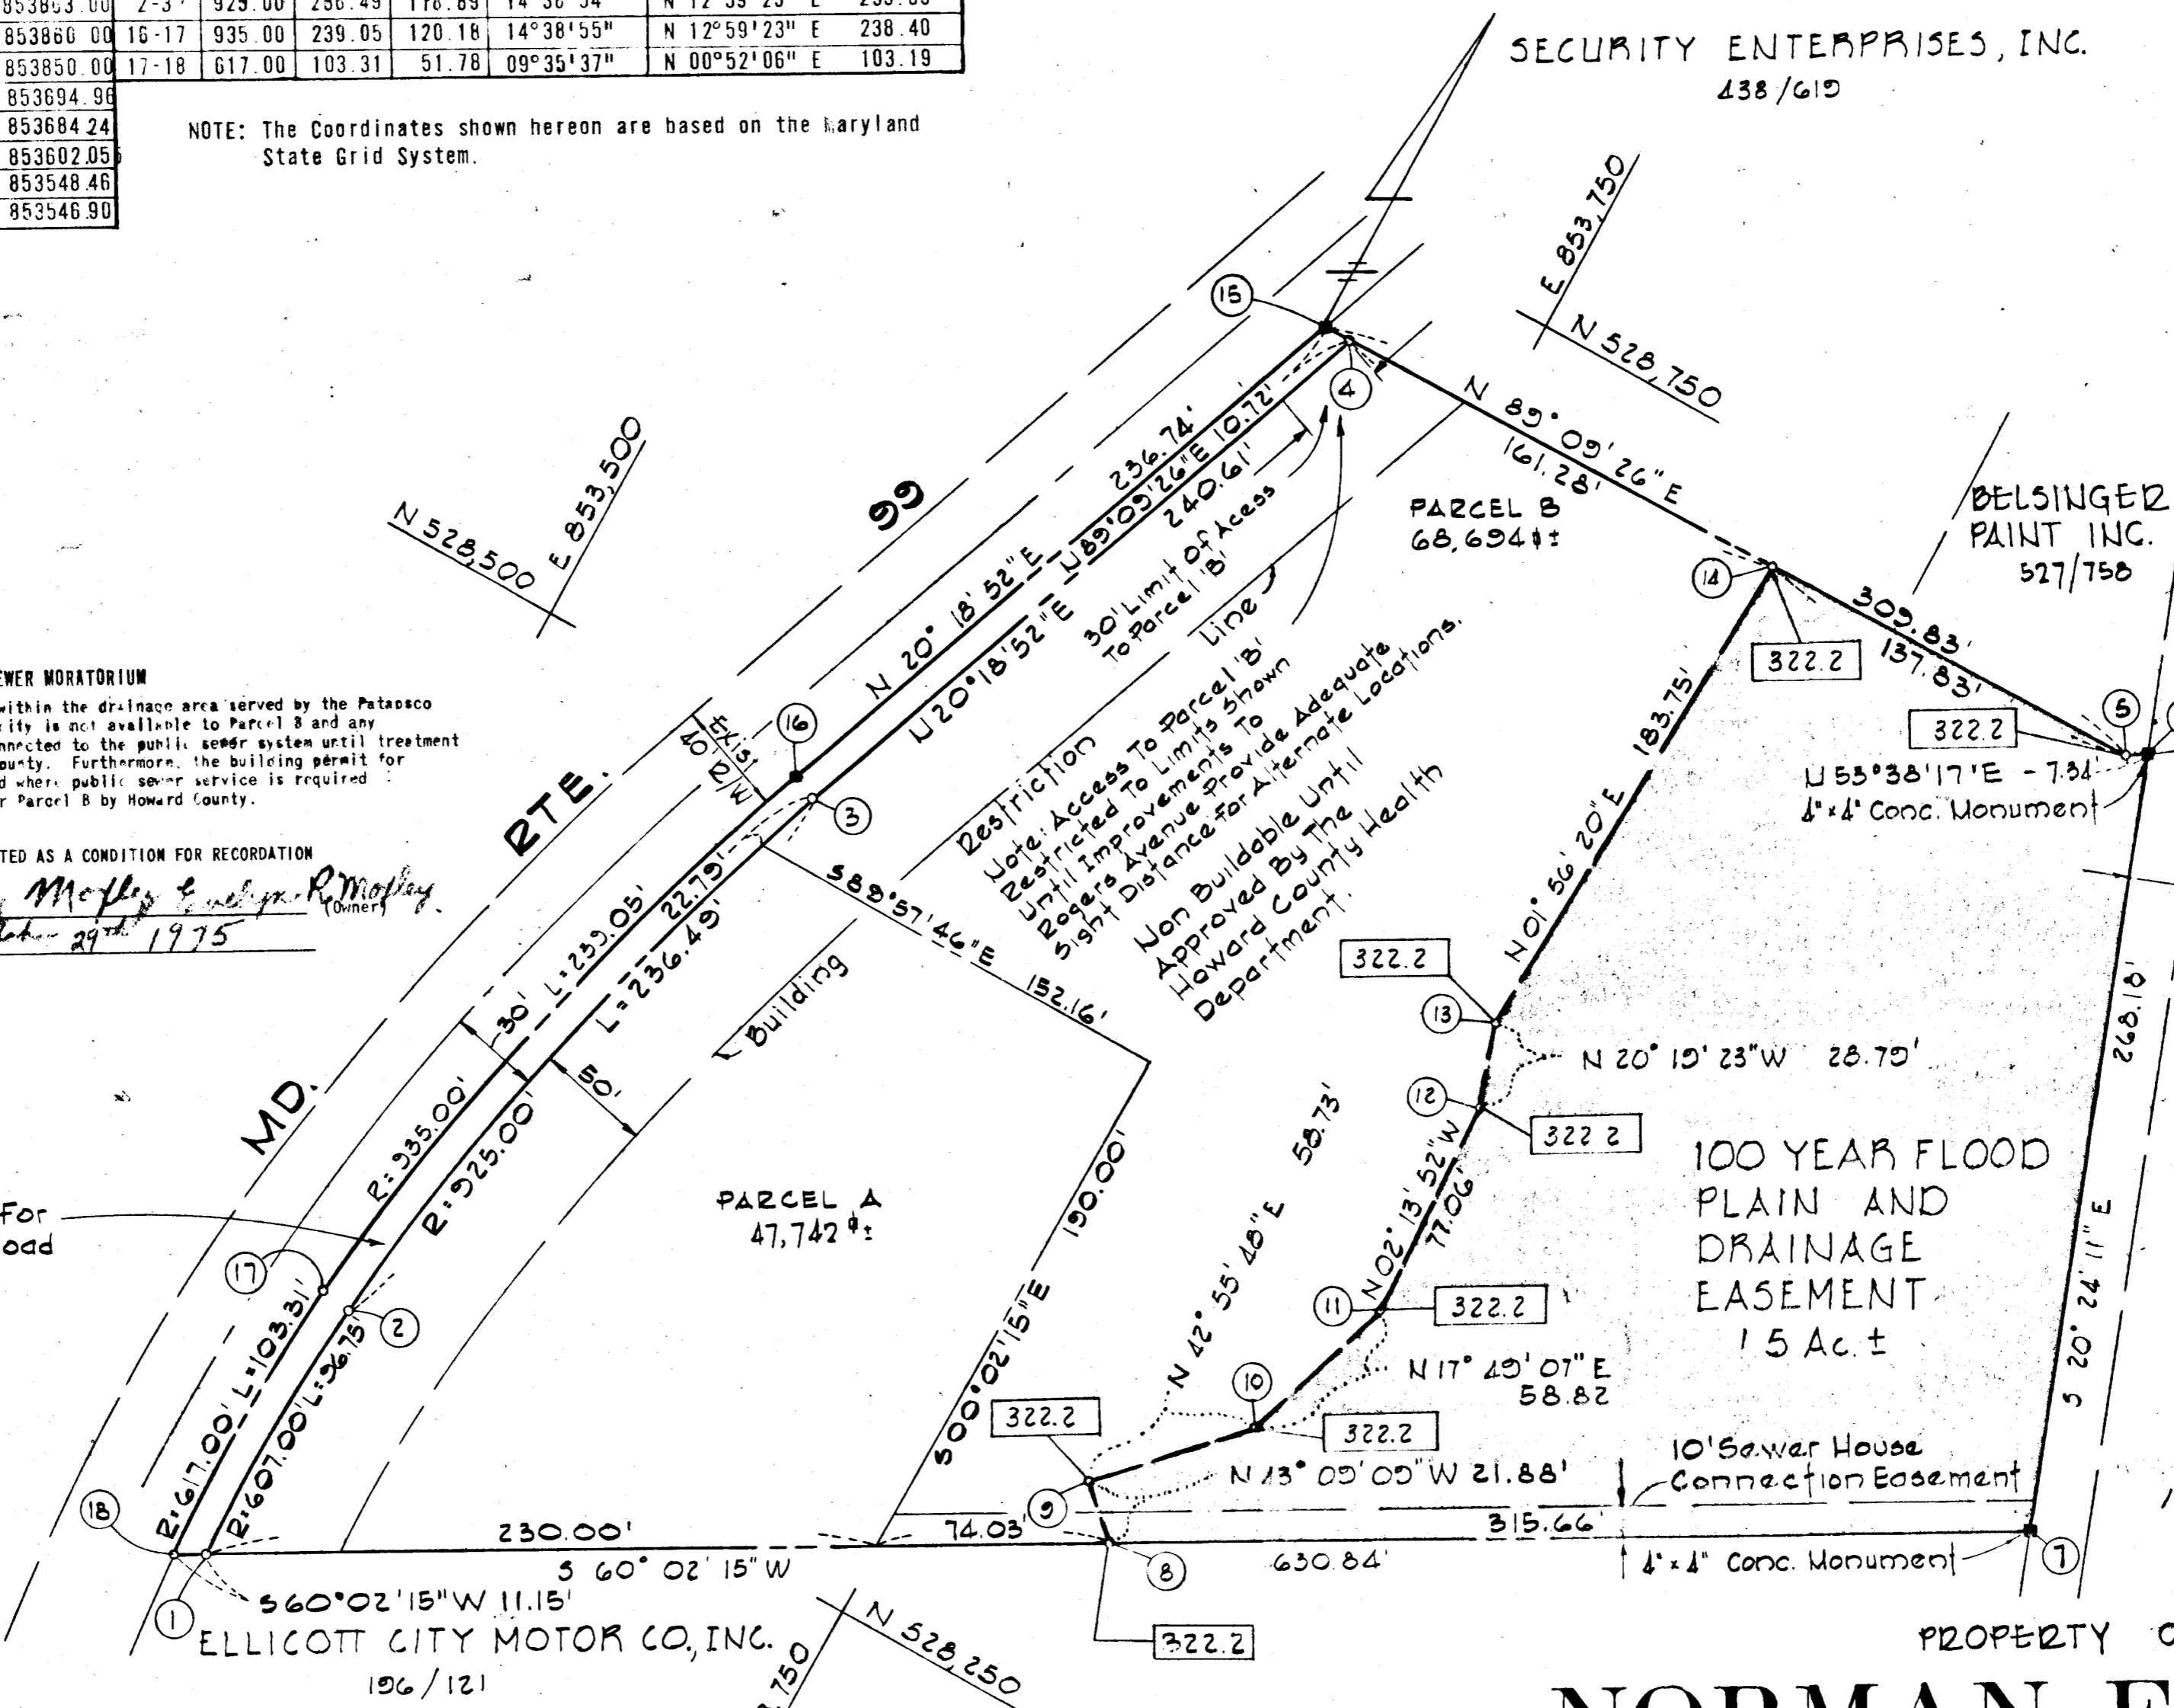 853863.00 2-3 925.00 236.49 118.89 14°38'54" N 12°59'23" E
853860 00 16-17 935.00 239.05 120.18 14°38'55" N 12°59'23" E 238.40
853850.00 17-18 617.00 103.31 51.78 09°35'37" N 00°52'06" E 103.19
853694.96
853684.24
853602.05
853548.46
853546.90
NOTE: The Coordinates shown hereon are based on the Maryland
State Grid System.
SECURITY ENTERPRISES, INC.
438/619
E 853,750
N 528,750
15
4
N 89° 09' 26" E
161.28'
BELSINGER
PAINT INC.
527/758
N 528,500
E 853,500
99
236.74'
N 89°09'26"E 10.72'
240.61'
30' Limit Of Acess
To Parcel 'B'
PARCEL B
68,694 ±
14
322.2
309.83'
137.83'
5
322.2
N 53°38'17"E - 7.34'
4"x4" Conc. Monument
N 20° 18' 52" E
N 20°18'52"E
Line
Restriction
Building
Note: Access To Parcel 'B'
Restricted To Limits Shown
Until Improvements To
Rogers Avenue Provide Adequate
Sight Distance For Alternate Locations.
Non Buildable Until
Approved By The
Howard County Health
Department.
183.75'
N 01° 56' 20" E
EWER MORATORIUM
within the drainage area served by the Patapsco
city is not available to Parcel B and any
nnected to the public sewer system until treatment
ounty. Furthermore, the building permit for
d where public sewer service is required
r Parcel B by Howard County.
TED AS A CONDITION FOR RECORDATION
Mofley Evelyn R. Mofley
(Owner)
29th 1975
Exist
40' R/W
16
3
RTE.
MD.
L=239.05'
22.79'
L=236.49'
S89°57'46"E
152.16'
30'
50'
R=935.00'
R=925.00'
For
oad
17
2
L=103.31'
R=617.00'
L=96.75'
R=607.00'
18
1
PARCEL A
47,742 ±
190.00'
S00°02'15"E
322.2
13
N 20° 19' 23" W 28.79'
12
322 2
N 02° 13' 52" W
77.06'
58.73'
N 42° 55' 48" E
11
322.2
N 17° 49' 07" E
58.82
10
322.2
322.2
9
N 43° 09' 09" W 21.88'
100 YEAR FLOOD
PLAIN AND
DRAINAGE
EASEMENT
1 5 Ac. ±
268.18'
S 20° 24' 11" E
10' Sewer House
Connection Easement
230.00'
74.03'
315.66'
S 60° 02' 15" W
630.84'
8
322.2
4"x4" Conc. Monument
7
S60°02'15"W 11.15'
ELLICOTT CITY MOTOR CO., INC.
196/121
750
N 528,250
PROPERTY O
NORMAN E